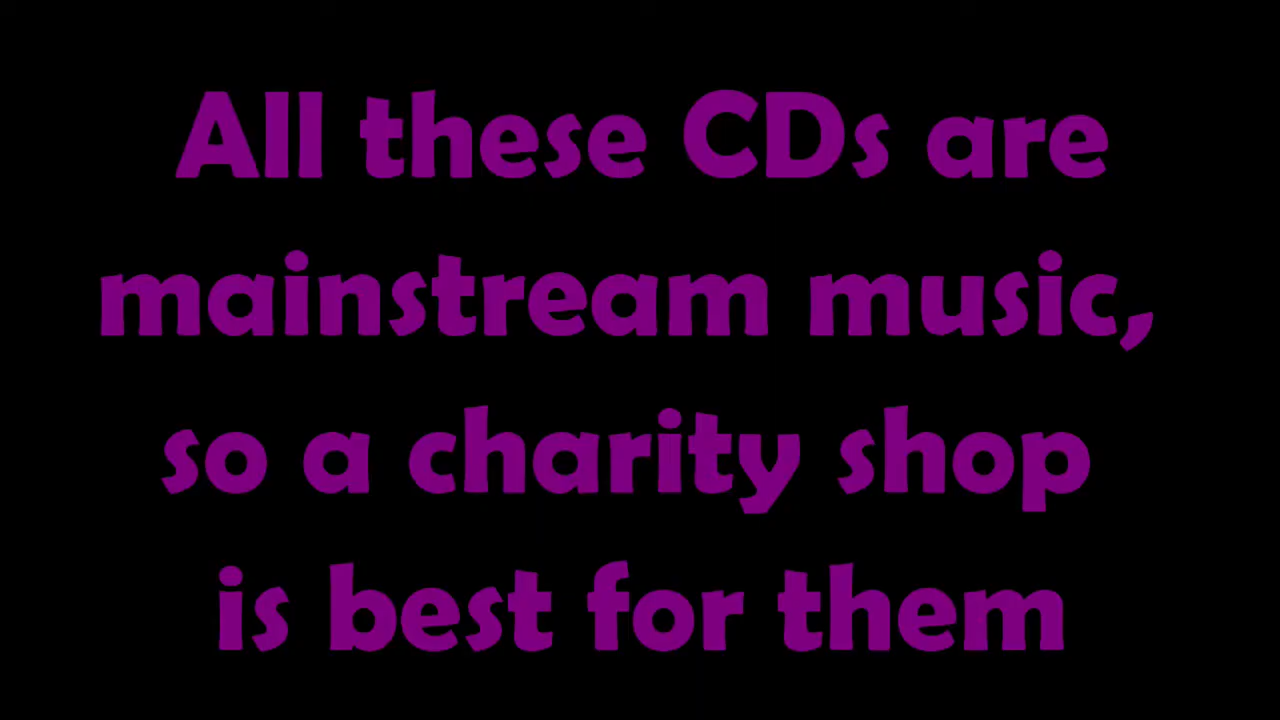 All these CDs are
mainstream music,
so a charity shop
is best for them